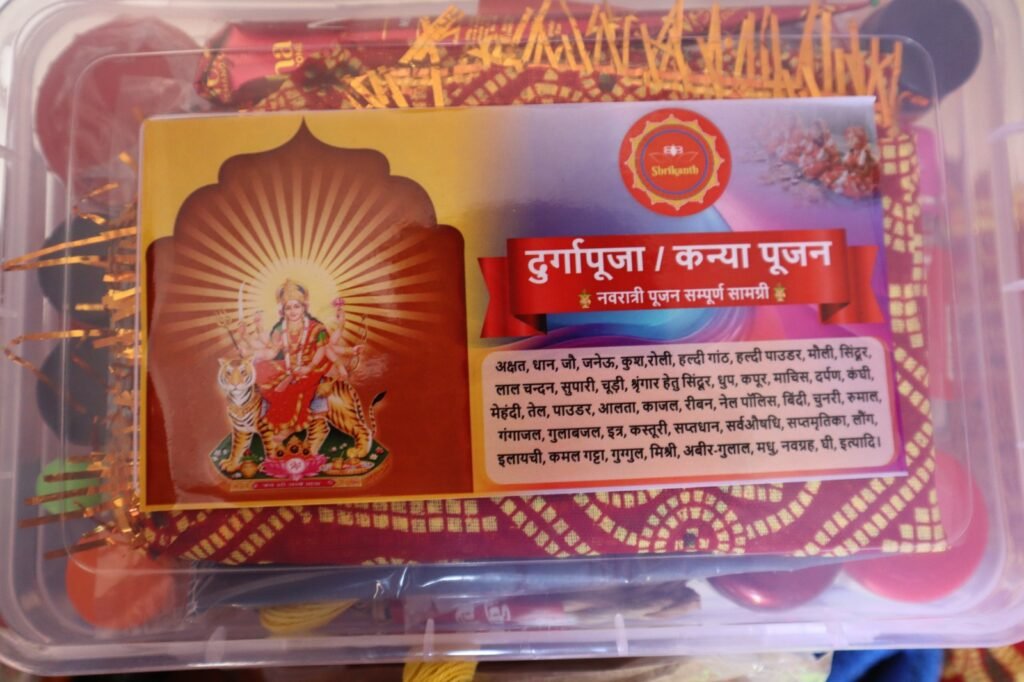 Shrikanth
दुर्गापूजा / कन्या पूजन
नवरात्री पूजन सम्पूर्ण सामग्री
अक्षत, धान, जौ, जनेऊ, कुश,रोली, हल्दी गांठ, हल्दी पाउडर, मौली, सिंदूर,
लाल चन्दन, सुपारी, चूड़ी, श्रृंगार हेतु सिंदूर, धुप, कपूर, माचिस, दर्पण, कंघी,
मेहंदी, तेल, पाउडर, आलता, काजल, रीबन, नेल पॉलिस, बिंदी, चुनरी, रुमाल,
गंगाजल, गुलाबजल, इत्र, कस्तूरी, सप्तधान, सर्वऔषधि, सप्तमृतिका, लौंग,
इलायची, कमल गट्टा, गुग्गुल, मिश्री, अबीर-गुलाल, मधु, नवग्रह, घी, इत्यादि।